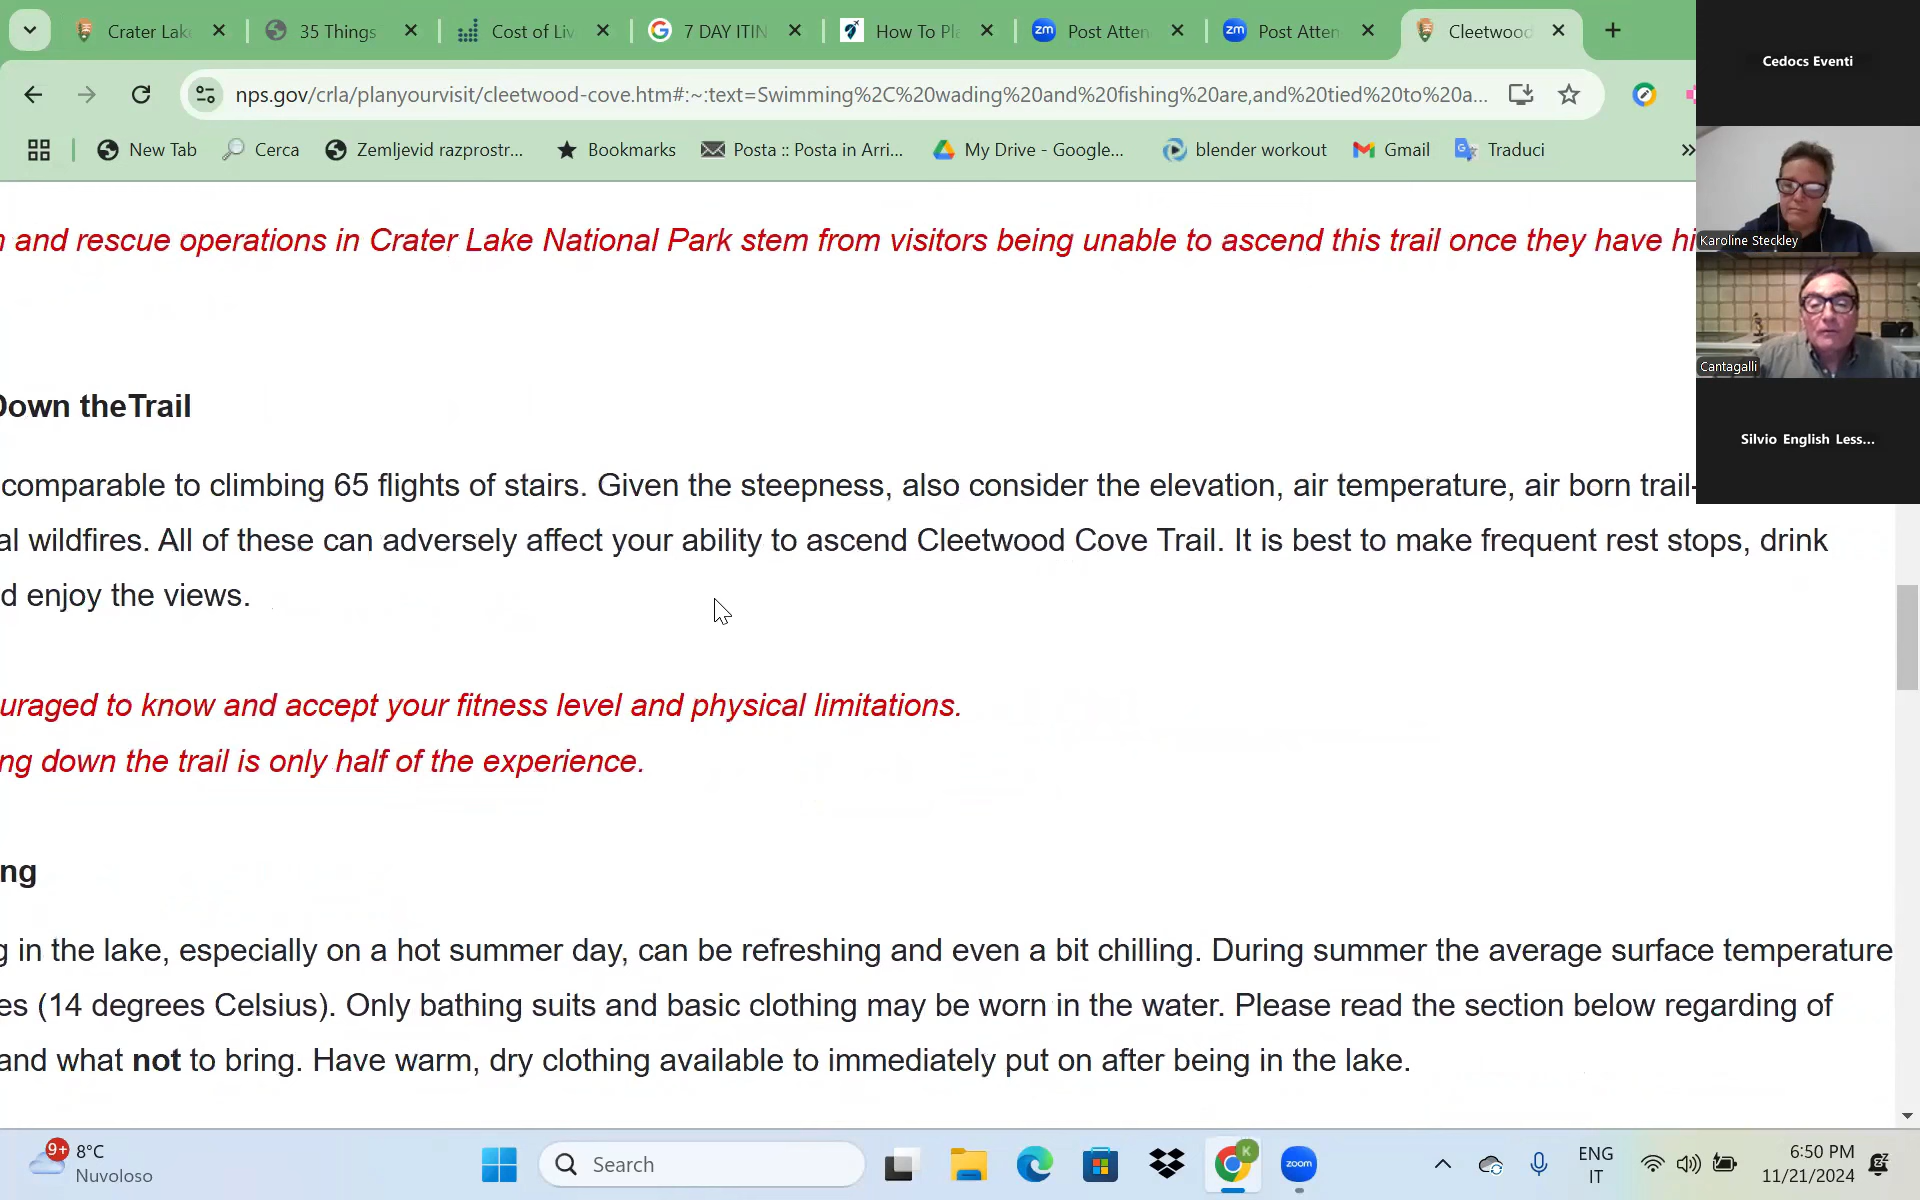 Crater Lak
35 Things
Cost of Liv
7 DAY ITIN
How To Pla
zm Post Atten
zm Post Atten
Cleetwood
nps.gov/crla/planyourvisit/cleetwood-cove.htm#:~:text=Swimming%2C%20wading%20and%20fishing%20are,and%20tied%20to%20a...
New Tab
Cerca
Zemljevid razprostr...
Bookmarks
Posta :: Posta in Arri...
My Drive - Google...
blender workout
Gmail
Traduci
»
Cedocs Eventi
Karoline Steckley
Cantagalli
Silvio English Less...
and rescue operations in Crater Lake National Park stem from visitors being unable to ascend this trail once they have hi
Down theTrail
comparable to climbing 65 flights of stairs. Given the steepness, also consider the elevation, air temperature, air born trail-
al wildfires. All of these can adversely affect your ability to ascend Cleetwood Cove Trail. It is best to make frequent rest stops, drink
d enjoy the views.
uraged to know and accept your fitness level and physical limitations.
ng down the trail is only half of the experience.
ng
g in the lake, especially on a hot summer day, can be refreshing and even a bit chilling. During summer the average surface temperature
es (14 degrees Celsius). Only bathing suits and basic clothing may be worn in the water. Please read the section below regarding of
and what not to bring. Have warm, dry clothing available to immediately put on after being in the lake.
9+
8°C
Nuvoloso
Search
K
zoom
ENG
IT
6:50 PM
11/21/2024